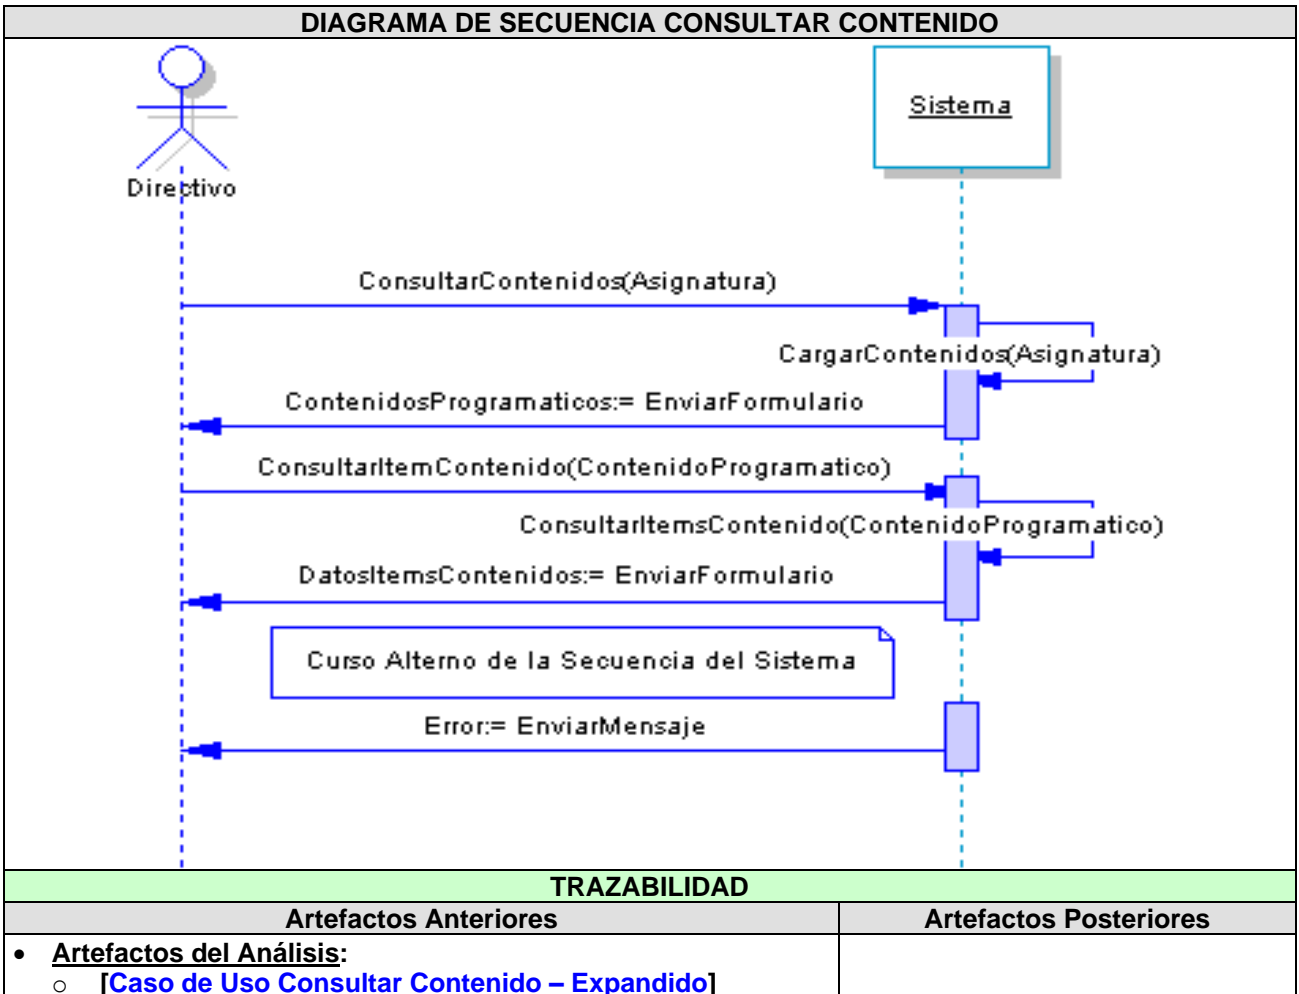 DIAGRAMA DE SECUENCIA CONSULTAR CONTENIDO
Sistema
Directivo
ConsultarContenidos(Asignatura)
CargarContenidos(Asignatura)
ContenidosProgramaticos:= EnviarFormulario
ConsultarItemContenido(ContenidoProgramatico)
ConsultarItemsContenido(ContenidoProgramatico)
DatosItemsContenidos:= EnviarFormulario
Curso Alterno de la Secuencia del Sistema
Error:= EnviarMensaje
TRAZABILIDAD
Artefactos Anteriores
Artefactos Posteriores
• Artefactos del Análisis:
o [Caso de Uso Consultar Contenido – Expandido]